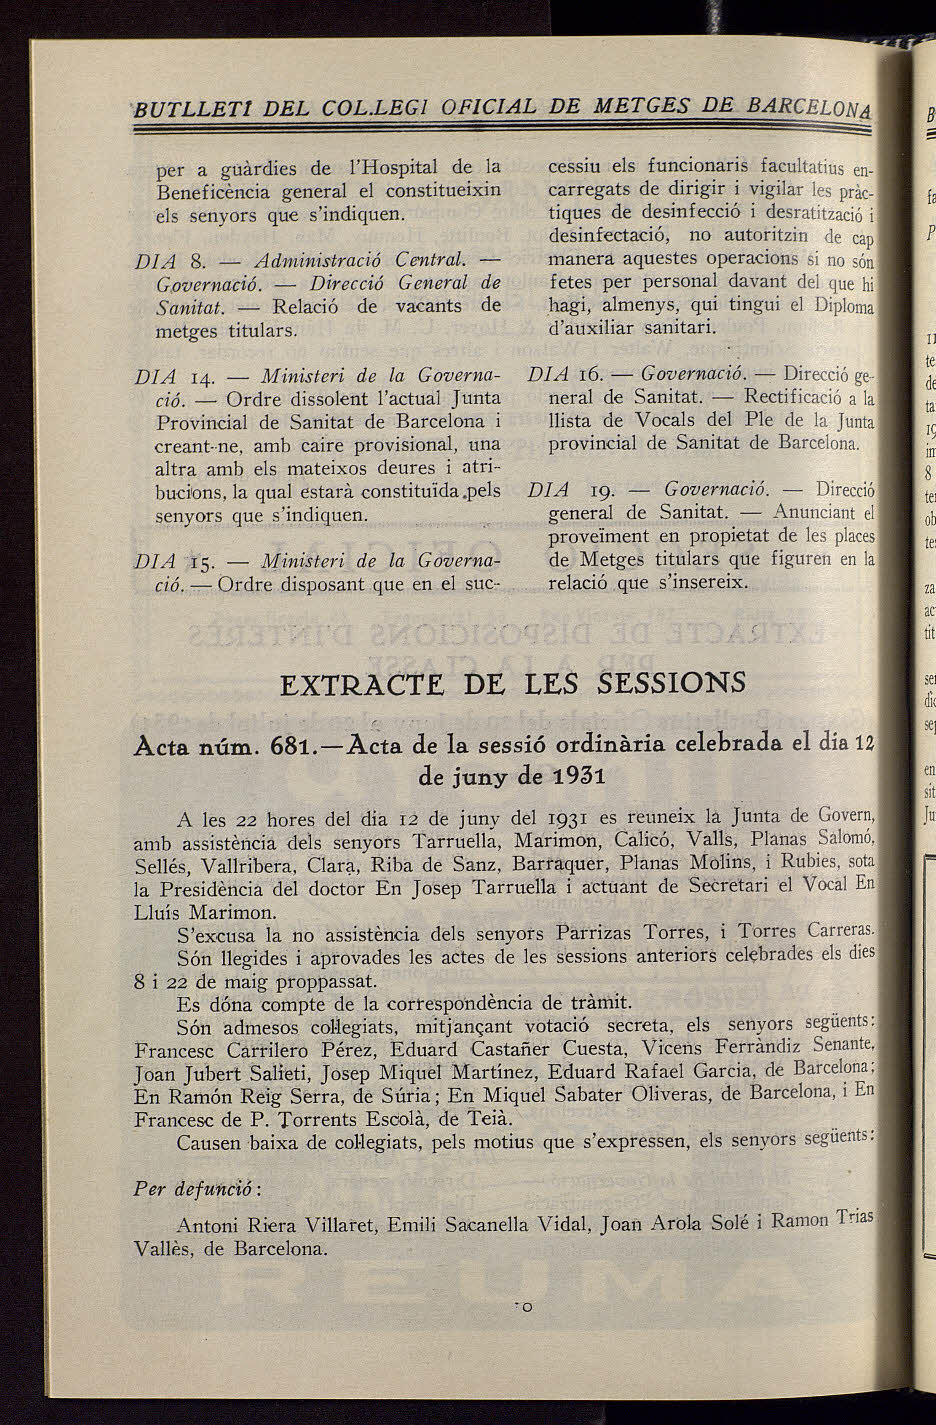 BUTLLETÍ DEL COL.LEGI OFICIAL DE METGES DE BARCELONA
per a guàrdies de l'Hospital de la
Beneficència general el constitueixin
els senyors que s'indiquen.
DIA 8. — Administració Central. —
Governació. — Direcció General de
Sanitat. — Relació de vacants de
metges titulars.
DIA 14. — Ministeri de la Governa-
ció. — Ordre dissolent l'actual Junta
Provincial de Sanitat de Barcelona i
creant-ne, amb caire provisional, una
altra amb els mateixos deures i atri-
bucions, la qual estarà constituïda pels
senyors que s'indiquen.
DIA 15. — Ministeri de la Governa-
ció. — Ordre disposant que en el suc-
cessiu els funcionaris facultatius en-
carregats de dirigir i vigilar les pràc-
tiques de desinfecció i desratització i
desinfectació, no autoritzin de cap
manera aquestes operacions si no són
fetes per personal davant del que hi
hagi, almenys, qui tingui el Diploma
d'auxiliar sanitari.
DIA 16. — Governació. — Direcció ge-
neral de Sanitat. — Rectificació a la
llista de Vocals del Ple de la Junta
provincial de Sanitat de Barcelona.
DIA 19. — Governació. — Direcció
general de Sanitat. — Anunciant el
proveïment en propietat de les places
de Metges titulars que figuren en la
relació que s'insereix.
EXTRACTE DE LES SESSIONS
Acta núm. 681.—Acta de la sessió ordinària celebrada el dia 12
de juny de 1931
A les 22 hores del dia 12 de juny del 1931 es reuneix la Junta de Govern,
amb assistència dels senyors Tarruella, Marimon, Calicó, Valls, Planas Salomó,
Sellés, Vallribera, Clara, Riba de Sanz, Barraquer, Planas Molins, i Rubies, sota
la Presidència del doctor En Josep Tarruella i actuant de Secretari el Vocal En
Lluís Marimon.
S'excusa la no assistència dels senyors Parrizas Torres, i Torres Carreras.
Són llegides i aprovades les actes de les sessions anteriors celebrades els dies
8 i 22 de maig proppassat.
Es dóna compte de la correspondència de tràmit.
Són admesos col·legiats, mitjançant votació secreta, els senyors següents:
Francesc Carrilero Pérez, Eduard Castañer Cuesta, Vicens Ferràndiz Senante,
Joan Jubert Salieti, Josep Miquel Martínez, Eduard Rafael Garcia, de Barcelona;
En Ramón Reig Serra, de Súria; En Miquel Sabater Oliveras, de Barcelona, i En
Francesc de P. Torrents Escolà, de Teià.
Causen baixa de col·legiats, pels motius que s'expressen, els senyors següents:
Per defunció:
Antoni Riera Villaret, Emili Sacanella Vidal, Joan Arola Solé i Ramon Trias
Vallès, de Barcelona.